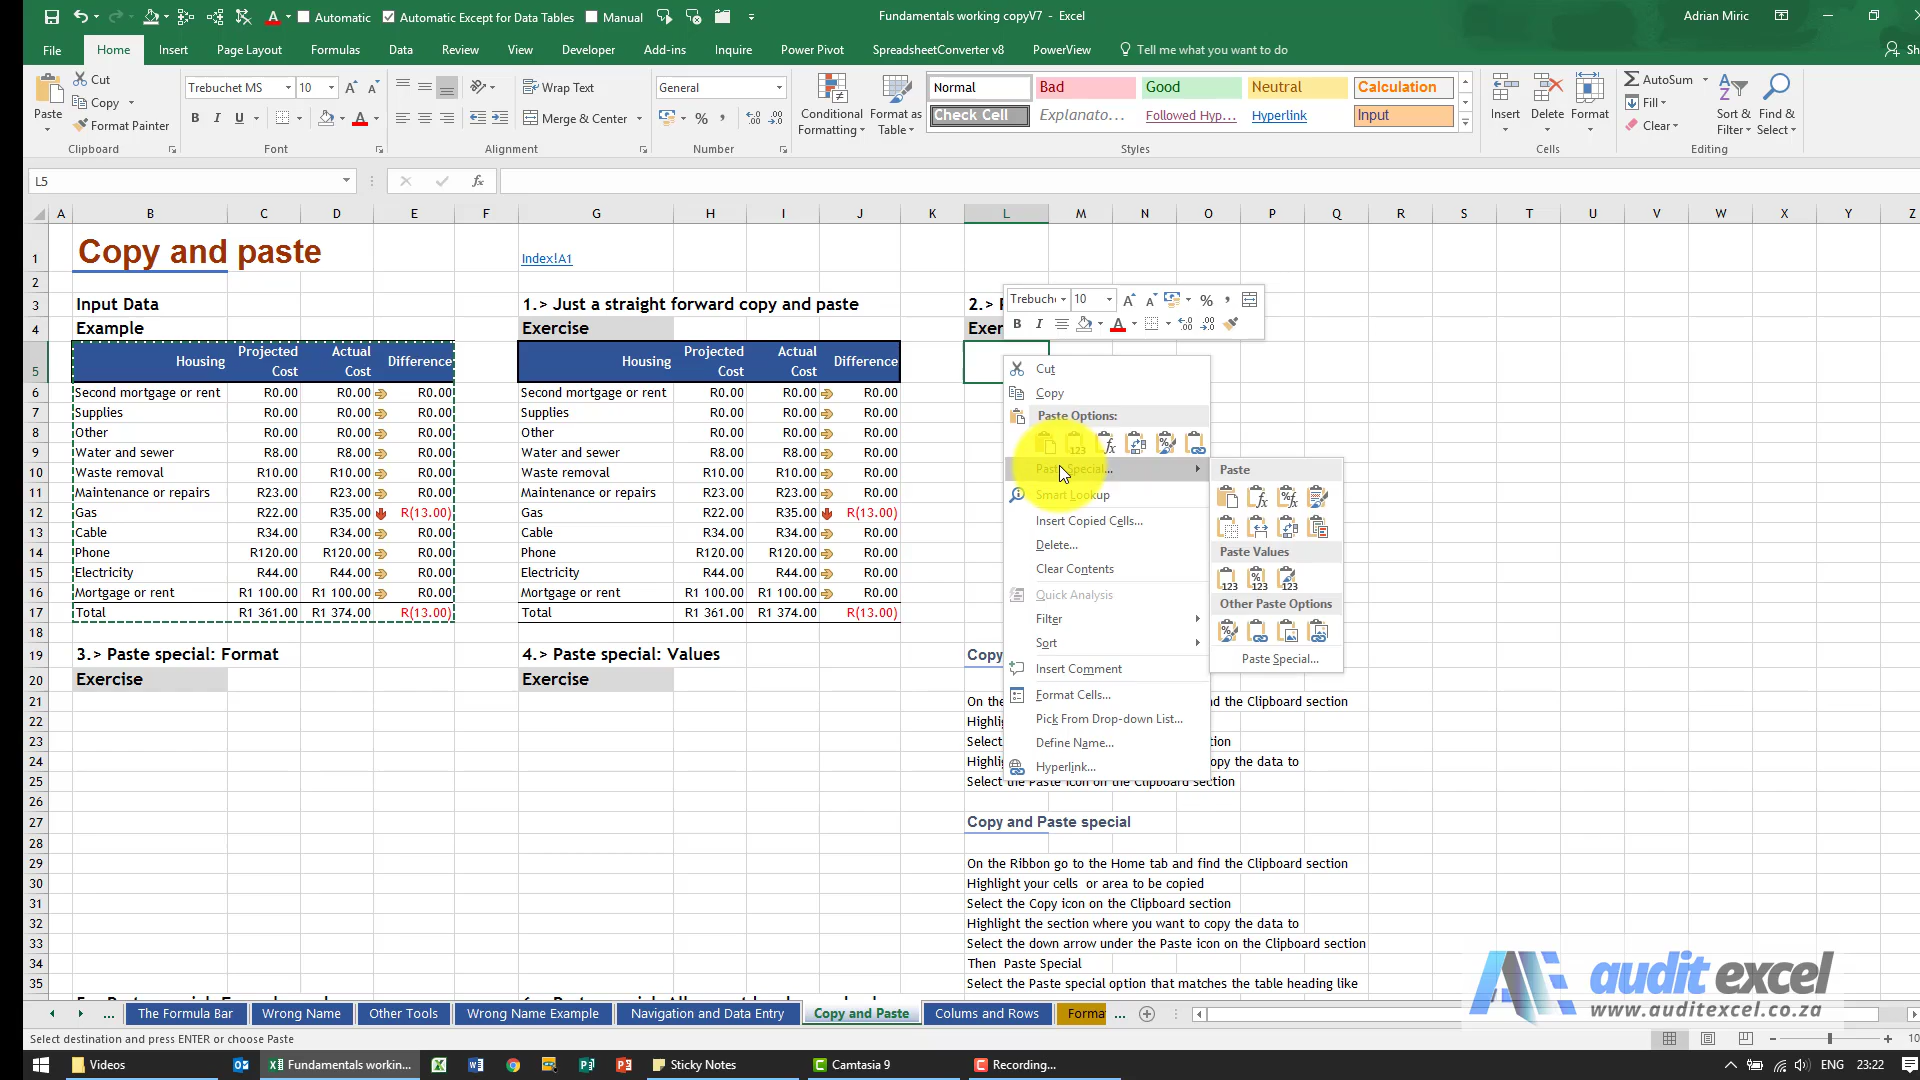 Automatic Automatic Except for Data Tables Manual Fundamentals working copyV7 - Excel Adrian Miric
File Home Insert Page Layout Formulas Data Review View Developer Add-ins Inquire Power Pivot SpreadsheetConverter v8 PowerView Tell me what you want to do Sh
Paste Cut Copy Format Painter Clipboard
Trebuchet MS 10 B I U Font
Wrap Text Merge & Center Alignment
General % Number
Conditional Formatting Format as Table
Normal Bad Good Neutral Calculation
Check Cell Explanato... Followed Hyp... Hyperlink Input
Styles
Insert Delete Format Cells
AutoSum Fill Clear Sort & Filter Find & Select Editing
L5 fx
A B C D E F G H I J K L M N O P Q R S T U V W X Y Z
1 Copy and paste Index!A1
2
3 Input Data 1.> Just a straight forward copy and paste 2.>
4 Example Exercise
5 Housing Projected Cost Actual Cost Difference Housing Projected Cost Actual Cost Difference
6 Second mortgage or rent R0.00 R0.00 R0.00 Second mortgage or rent R0.00 R0.00 R0.00
7 Supplies R0.00 R0.00 R0.00 Supplies R0.00 R0.00 R0.00
8 Other R0.00 R0.00 R0.00 Other R0.00 R0.00 R0.00
9 Water and sewer R8.00 R8.00 R0.00 Water and sewer R8.00 R8.00 R0.00
10 Waste removal R10.00 R10.00 R0.00 Waste removal R10.00 R10.00 R0.00
11 Maintenance or repairs R23.00 R23.00 R0.00 Maintenance or repairs R23.00 R23.00 R0.00
12 Gas R22.00 R35.00 R(13.00) Gas R22.00 R35.00 R(13.00)
13 Cable R34.00 R34.00 R0.00 Cable R34.00 R34.00 R0.00
14 Phone R120.00 R120.00 R0.00 Phone R120.00 R120.00 R0.00
15 Electricity R44.00 R44.00 R0.00 Electricity R44.00 R44.00 R0.00
16 Mortgage or rent R1 100.00 R1 100.00 R0.00 Mortgage or rent R1 100.00 R1 100.00 R0.00
17 Total R1 361.00 R1 374.00 R(13.00) Total R1 361.00 R1 374.00 R(13.00)
18
19 3.> Paste special: Format 4.> Paste special: Values Copy
20 Exercise Exercise
21 On the d the Clipboard section
22
23 Select
24 py the data to
25 Select the Paste icon on the Clipboard section
26
27 Copy and Paste special
28
29 On the Ribbon go to the Home tab and find the Clipboard section
30 Highlight your cells or area to be copied
31 Select the Copy icon on the Clipboard section
32 Highlight the section where you want to copy the data to
33 Select the down arrow under the Paste icon on the Clipboard section
34 Then Paste Special
35 Select the Paste special option that matches the table heading like
Trebuch 10 %
B I A
Cut
Copy
Paste Options:
Paste Special...
Smart Lookup
Insert Copied Cells...
Delete...
Clear Contents
Quick Analysis
Filter
Sort
Insert Comment
Format Cells...
Pick From Drop-down List...
Define Name...
Hyperlink...
Paste
Paste Values
Other Paste Options
Paste Special...
audit excel
www.auditexcel.co.za
... The Formula Bar Wrong Name Other Tools Wrong Name Example Navigation and Data Entry Copy and Paste Colums and Rows Forma ...
Select destination and press ENTER or choose Paste 10
Videos Fundamentals workin... Sticky Notes Camtasia 9 Recording... ENG 23:22